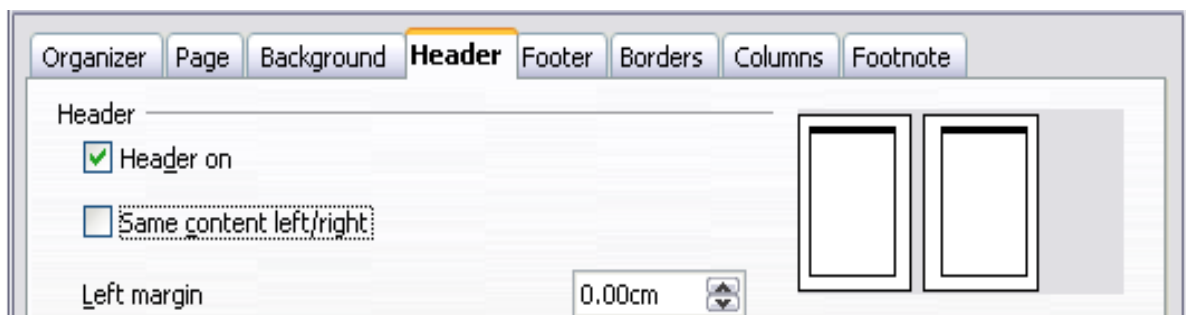 Organizer Page Background Header Footer Borders Columns Footnote
Header
Header on
Same content left/right
Left margin 0.00cm